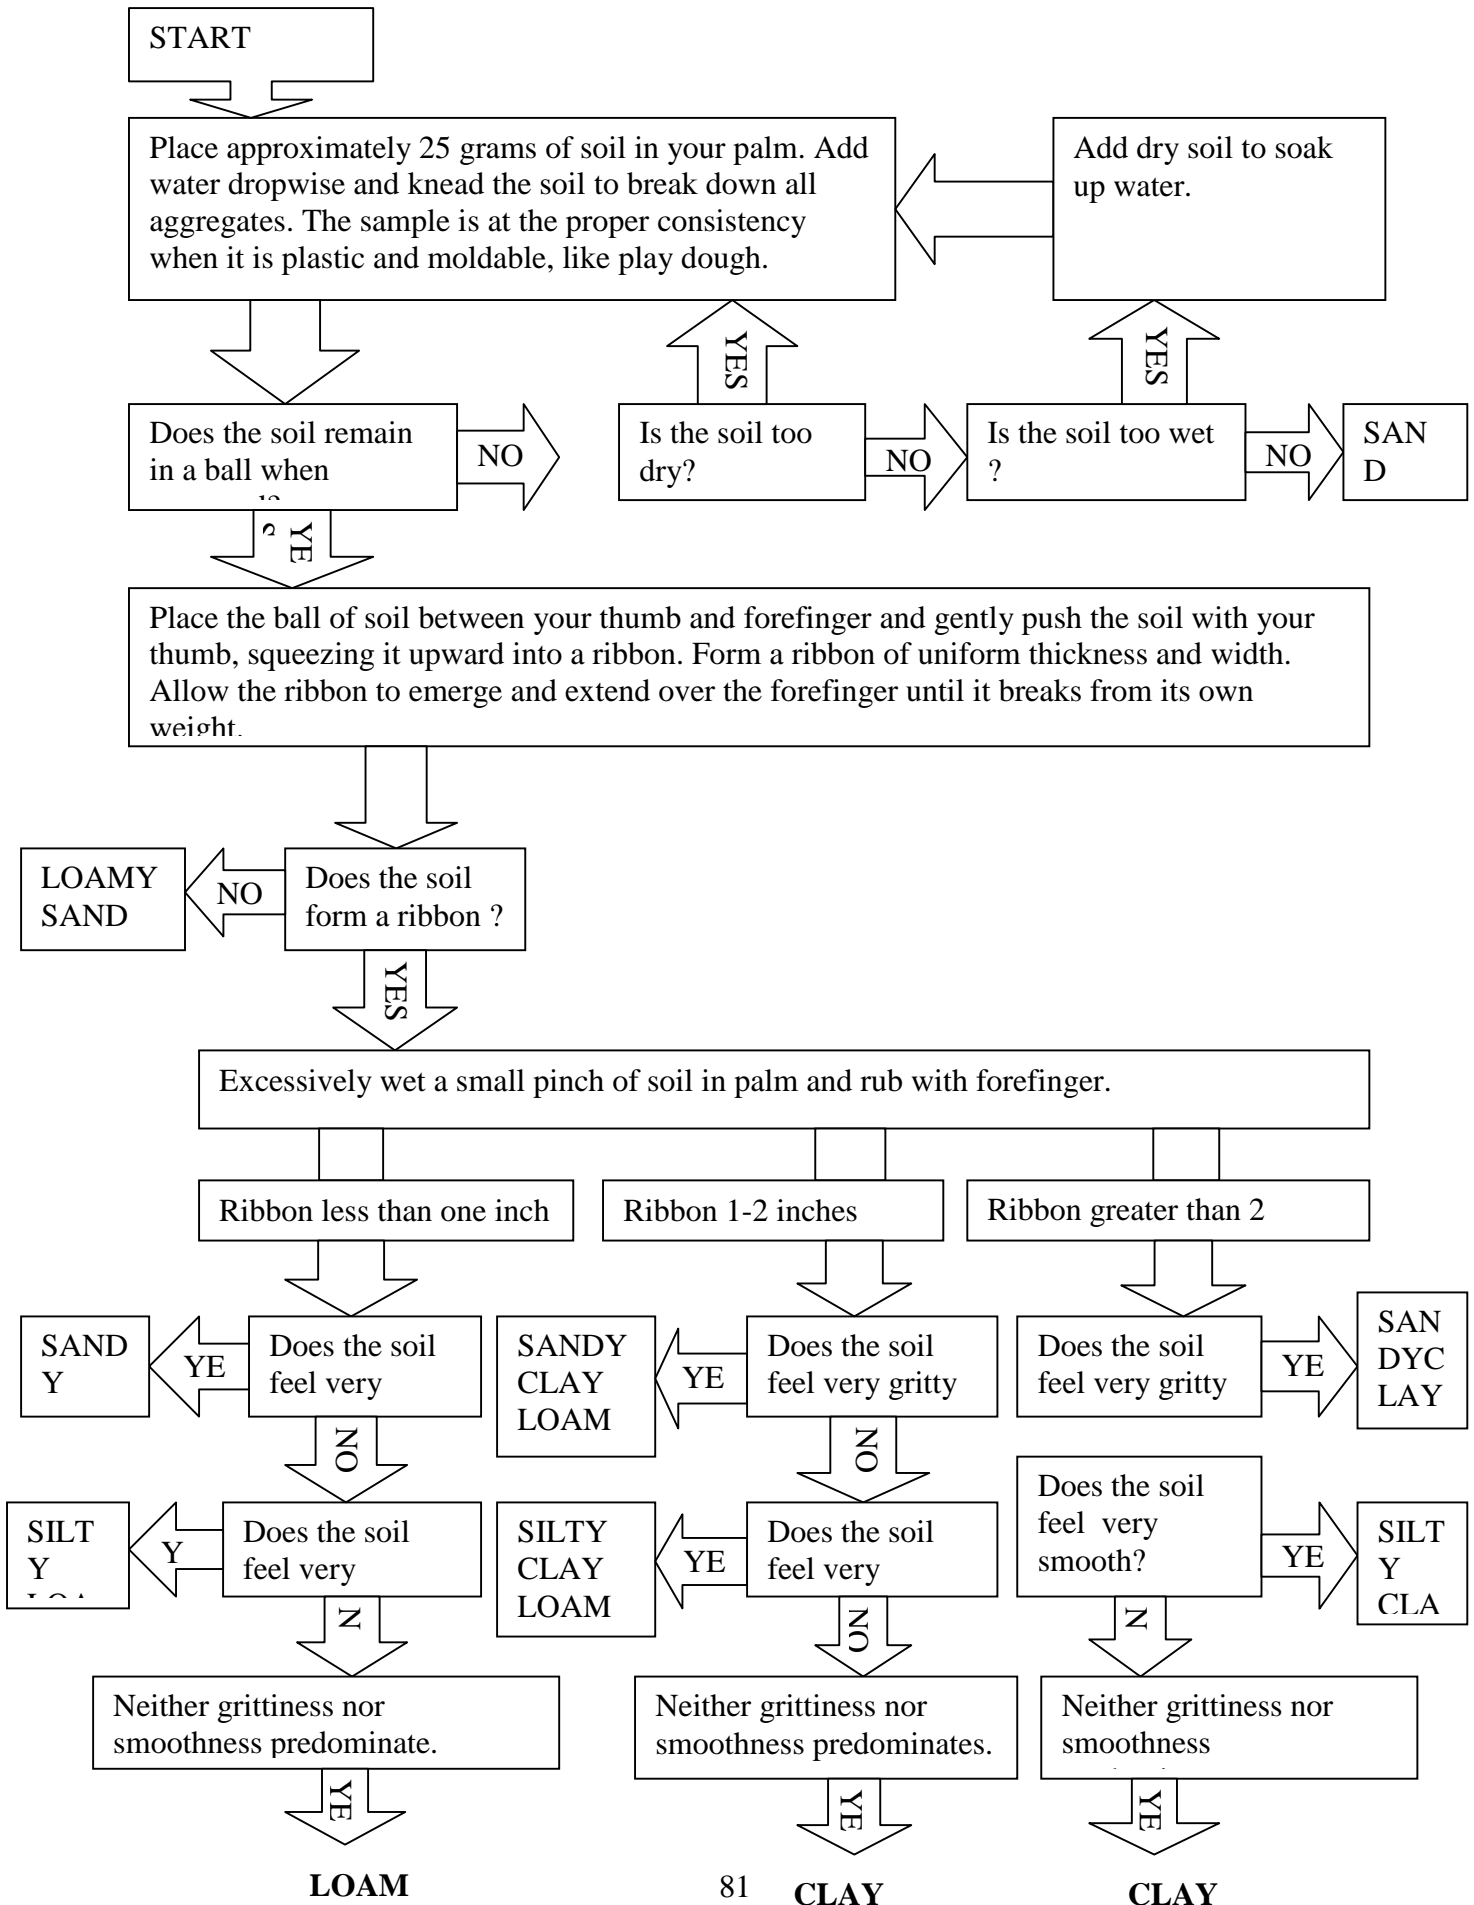 START
Place approximately 25 grams of soil in your palm. Add
water dropwise and knead the soil to break down all
aggregates. The sample is at the proper consistency
when it is plastic and moldable, like play dough.
Add dry soil to soak
up water.
YES
YES
Does the soil remain
in a ball when
NO
Is the soil too
dry?
NO
Is the soil too wet
?
NO
SAN
D
YE
Place the ball of soil between your thumb and forefinger and gently push the soil with your
thumb, squeezing it upward into a ribbon. Form a ribbon of uniform thickness and width.
Allow the ribbon to emerge and extend over the forefinger until it breaks from its own
weight.
LOAMY
SAND
NO
Does the soil
form a ribbon ?
YES
Excessively wet a small pinch of soil in palm and rub with forefinger.
Ribbon less than one inch
Ribbon 1-2 inches
Ribbon greater than 2
SAND
Y
YE
Does the soil
feel very
SANDY
CLAY
LOAM
YE
Does the soil
feel very gritty
Does the soil
feel very gritty
YE
SAN
DYC
LAY
NO
NO
SILT
Y
Y
Does the soil
feel very
SILTY
CLAY
LOAM
YE
Does the soil
feel very
Does the soil
feel very
smooth?
YE
SILT
Y
CLA
N
NO
N
Neither grittiness nor
smoothness predominate.
Neither grittiness nor
smoothness predominates.
Neither grittiness nor
smoothness
YE
YE
YE
LOAM
81
CLAY
CLAY